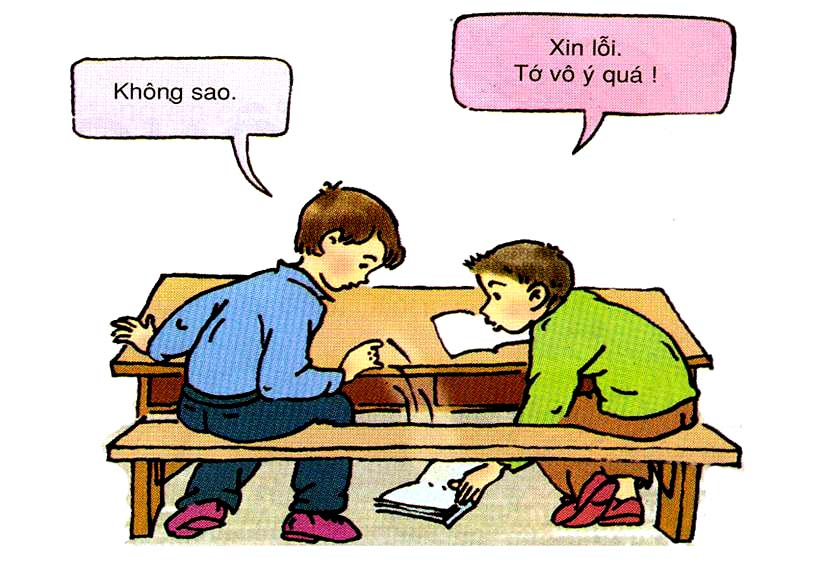 Không sao.
Xin lỗi.
Tớ vô ý quá !